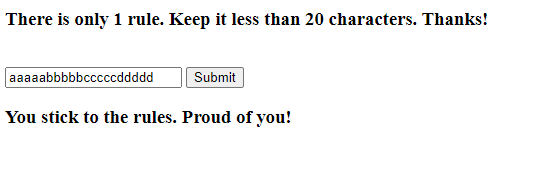 There is only 1 rule. Keep it less than 20 characters. Thanks!
aaaaabbbbbcccccdddd Submit
You stick to the rules. Proud of you!